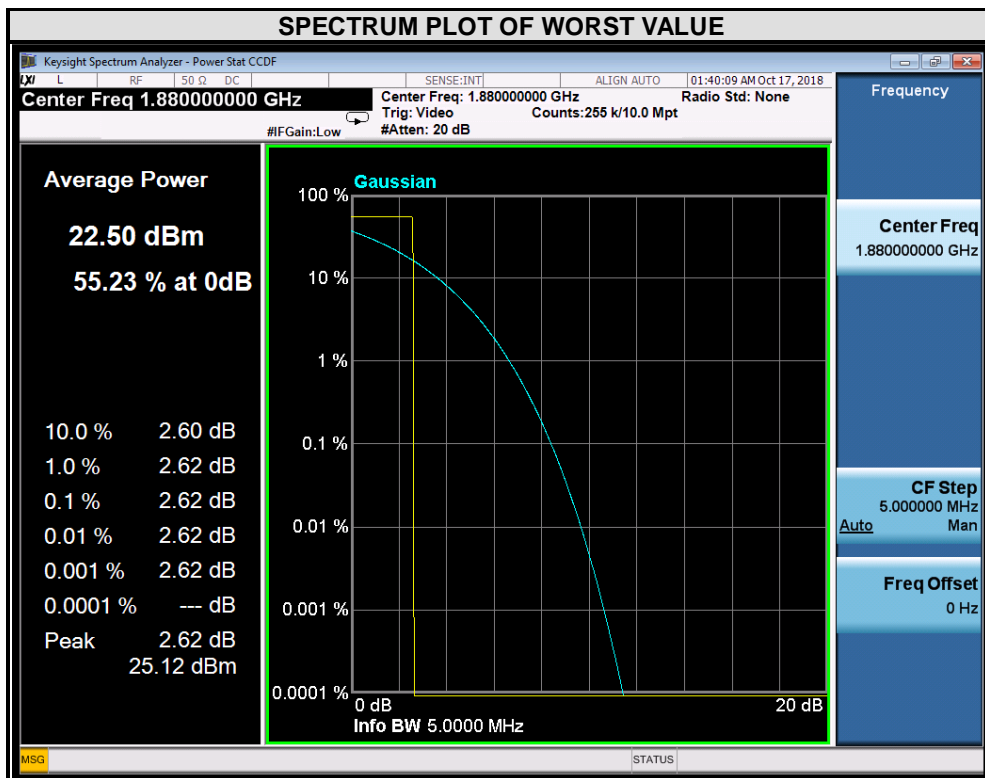 SPECTRUM PLOT OF WORST VALUE
Keysight Spectrum Analyzer - Power Stat CCDF
LXI L RF 50 Ω DC SENSE:INT ALIGN AUTO 01:40:09 AM Oct 17, 2018
Center Freq 1.880000000 GHz
#IFGain:Low
Center Freq: 1.880000000 GHz Radio Std: None
Trig: Video Counts:255 k/10.0 Mpt
#Atten: 20 dB
Average Power
22.50 dBm
55.23 % at 0dB
10.0 % 2.60 dB
1.0 % 2.62 dB
0.1 % 2.62 dB
0.01 % 2.62 dB
0.001 % 2.62 dB
0.0001 % --- dB
Peak 2.62 dB
25.12 dBm
Gaussian
100 %
10 %
1 %
0.1 %
0.01 %
0.001 %
0.0001 %
0 dB 20 dB
Info BW 5.0000 MHz
Frequency
Center Freq
1.880000000 GHz
CF Step
5.000000 MHz
Auto Man
Freq Offset
0 Hz
MSG STATUS